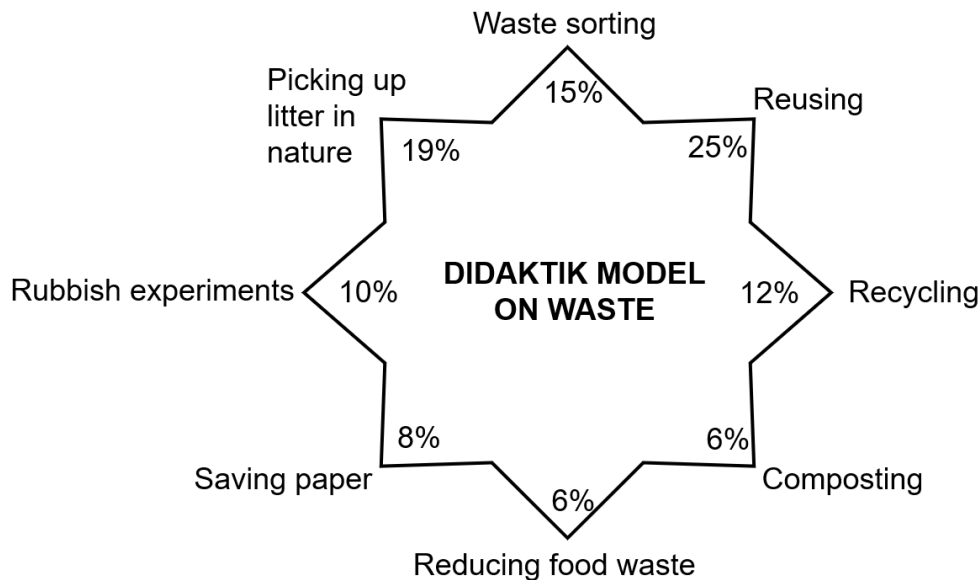 Waste sorting
15%
Picking up
litter in
nature
19%
Reusing
25%
Rubbish experiments
10%
DIDAKTIK MODEL
ON WASTE
12%
Recycling
8%
Saving paper
6%
Composting
6%
Reducing food waste